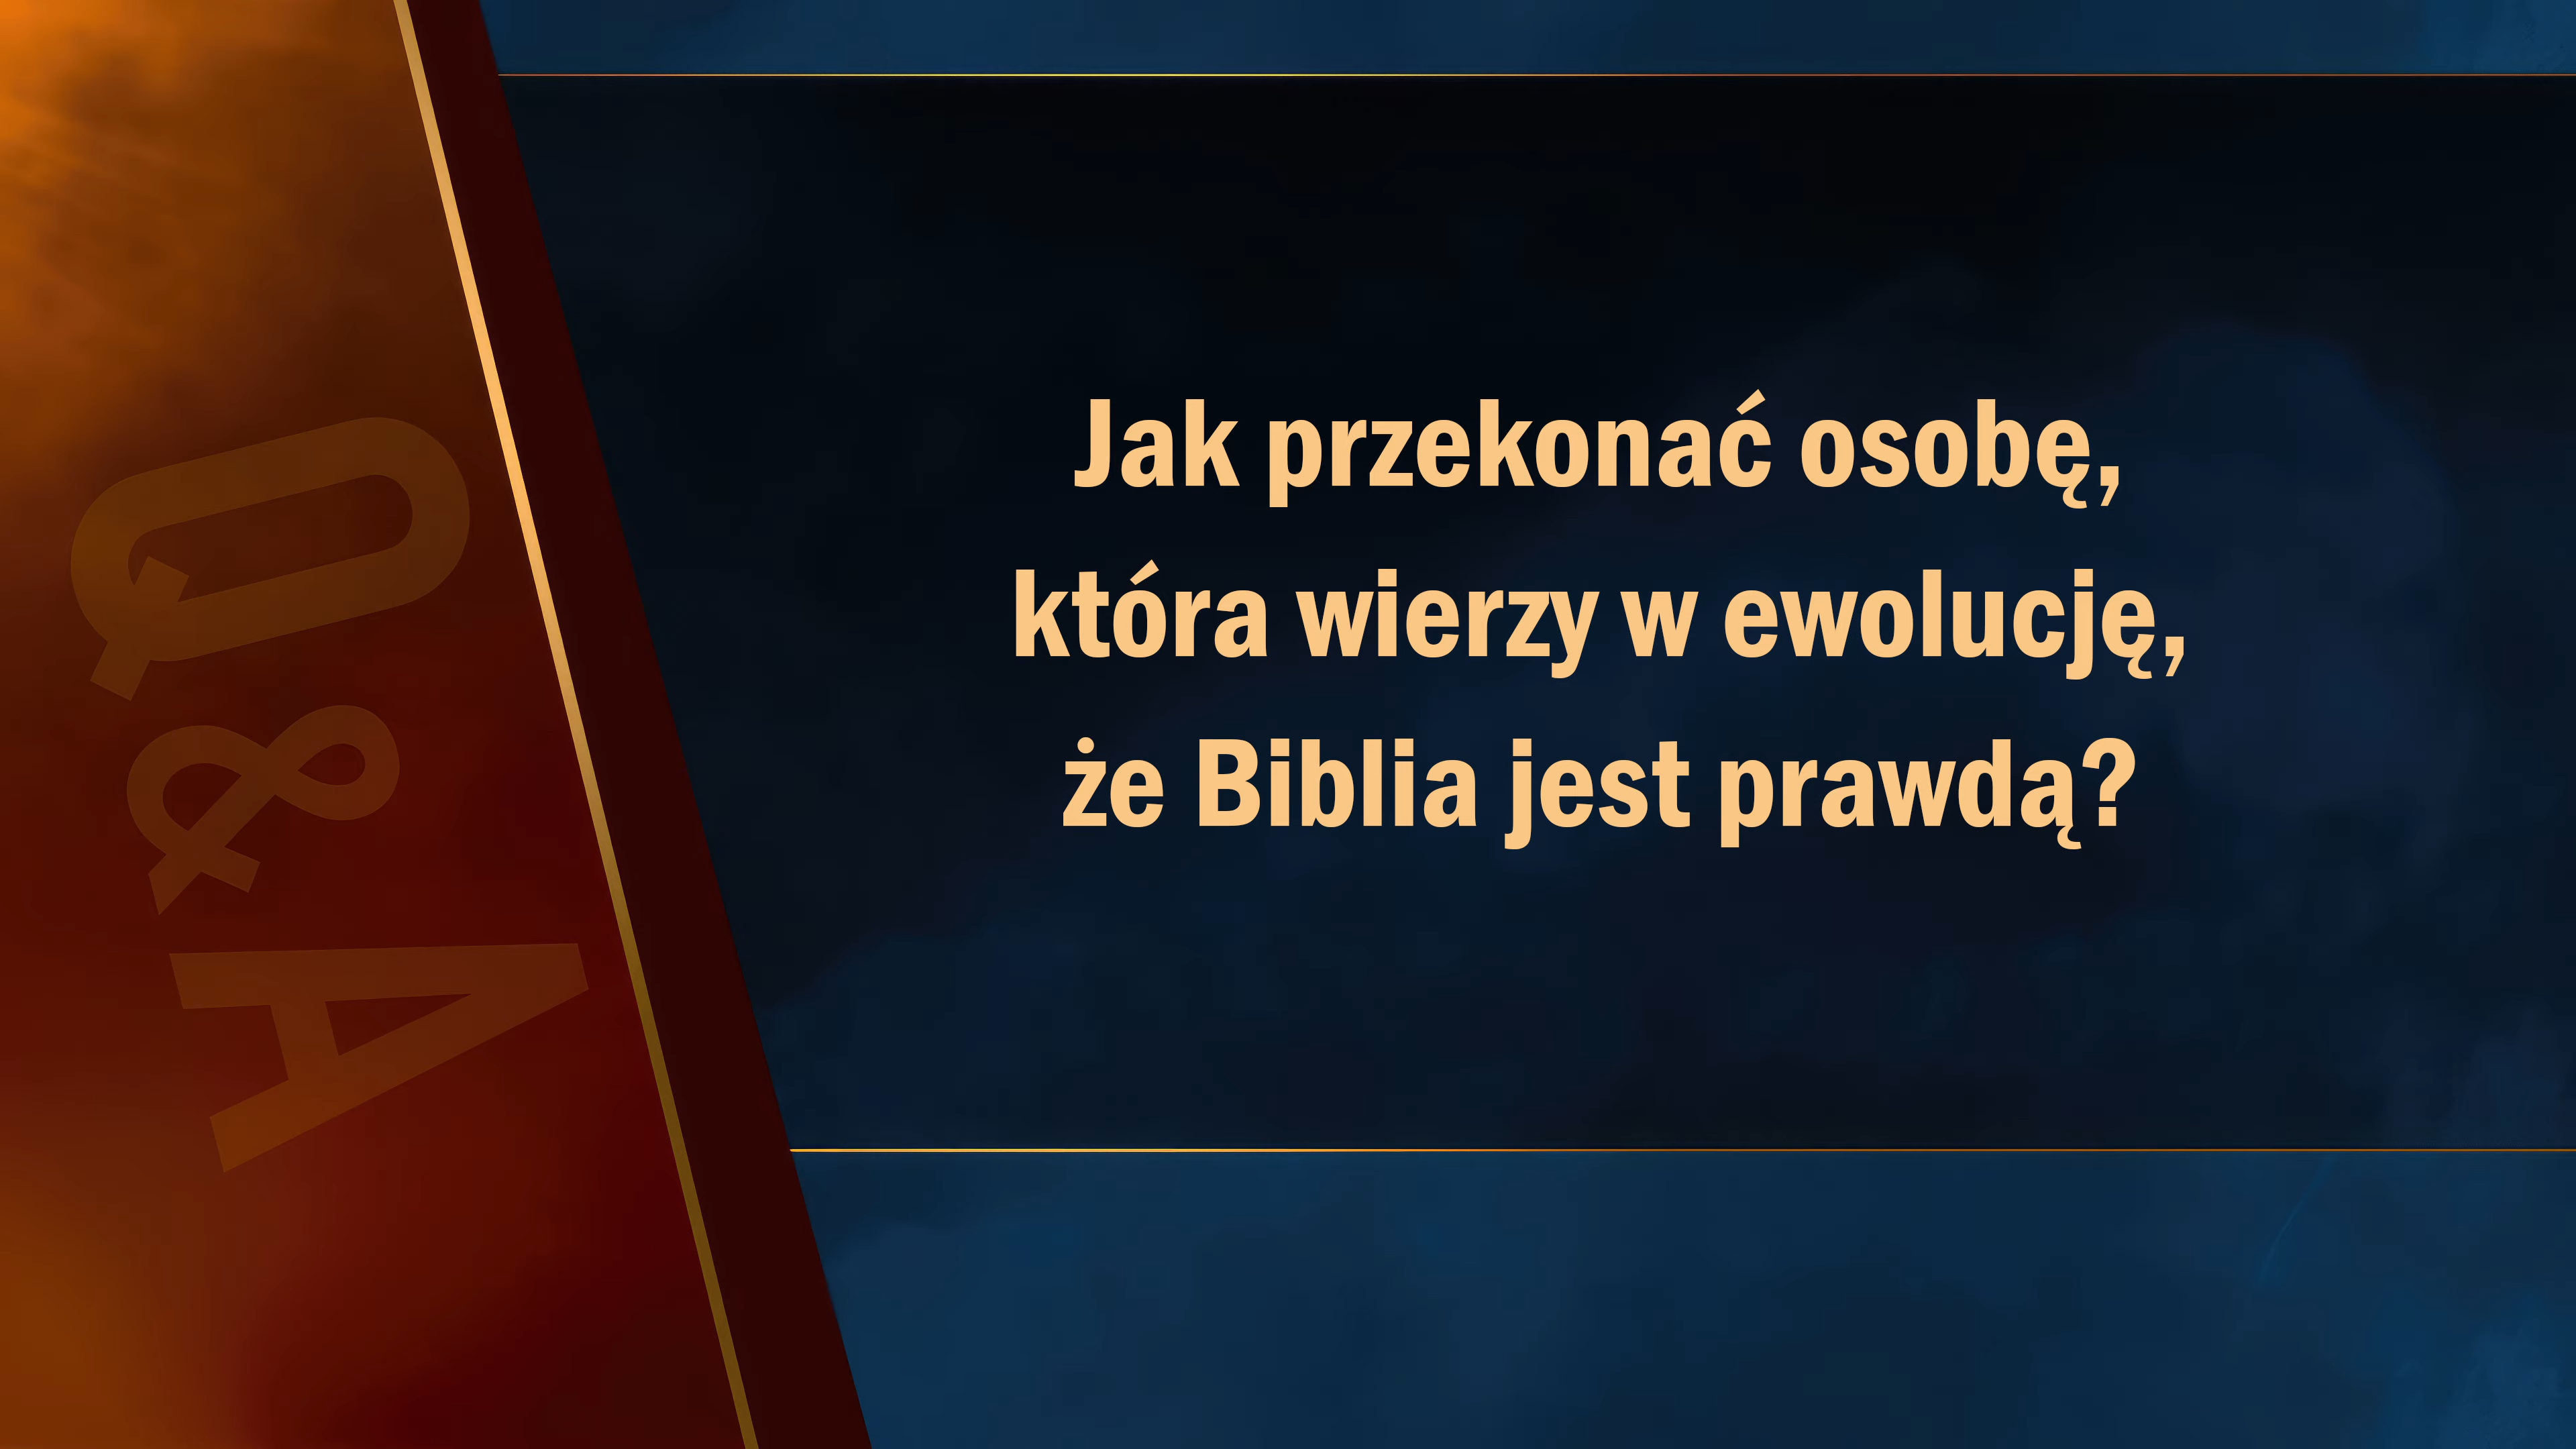 Q & A
Jak przekonać osobę,
która wierzy w ewolucję,
że Biblia jest prawdą?